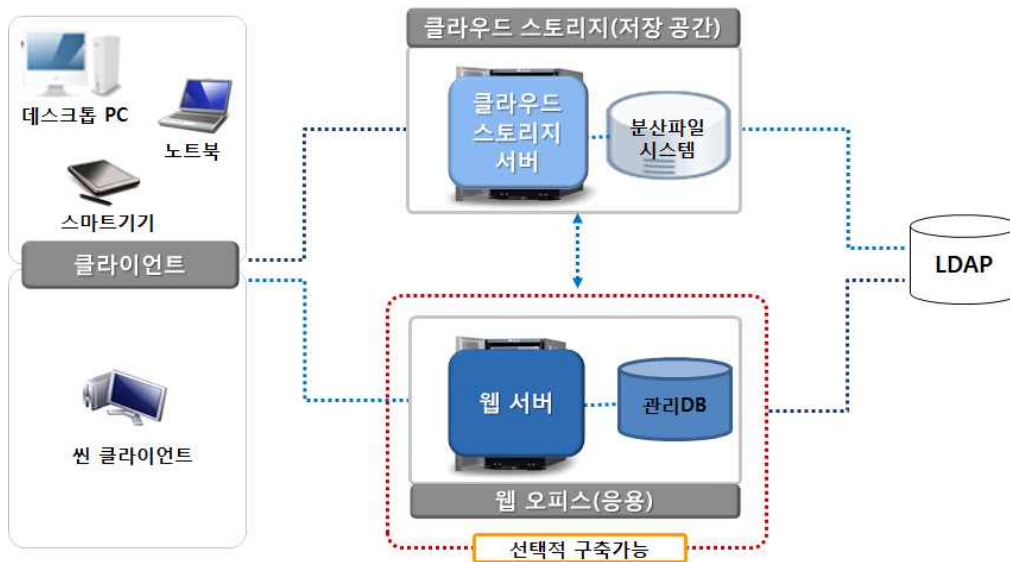 데스크톱 PC
노트북
스마트기기
클라이언트
씬 클라이언트
클라우드 스토리지(저장 공간)
클라우드
스토리지
서버
분산파일
시스템
LDAP
웹 서버
관리DB
웹 오피스(응용)
선택적 구축가능